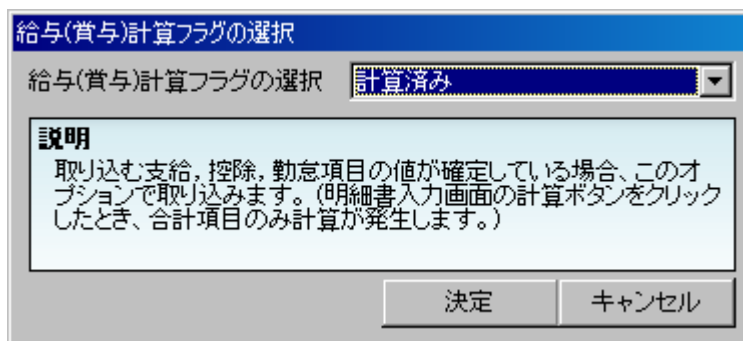 給与(賞与)計算フラグの選択
給与(賞与)計算フラグの選択 計算済み
説明
取り込む支給,控除,勤怠項目の値が確定している場合、このオ
プションで取り込みます。(明細書入力画面の計算ボタンをクリック
したとき、合計項目のみ計算が発生します。)
決定 キャンセル